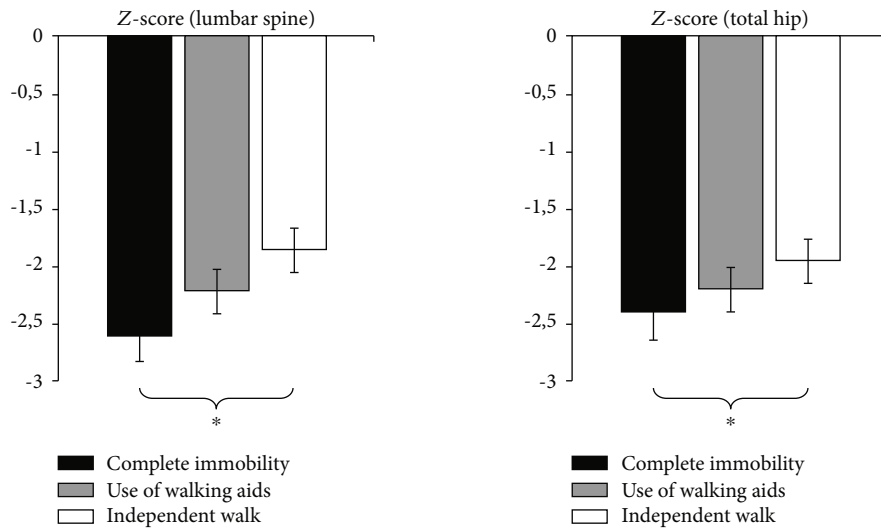 Z-score (lumbar spine)
0
-0,5
-1
-1,5
-2
-2,5
-3
*
Complete immobility
Use of walking aids
Independent walk
Z-score (total hip)
0
-0,5
-1
-1,5
-2
-2,5
-3
*
Complete immobility
Use of walking aids
Independent walk